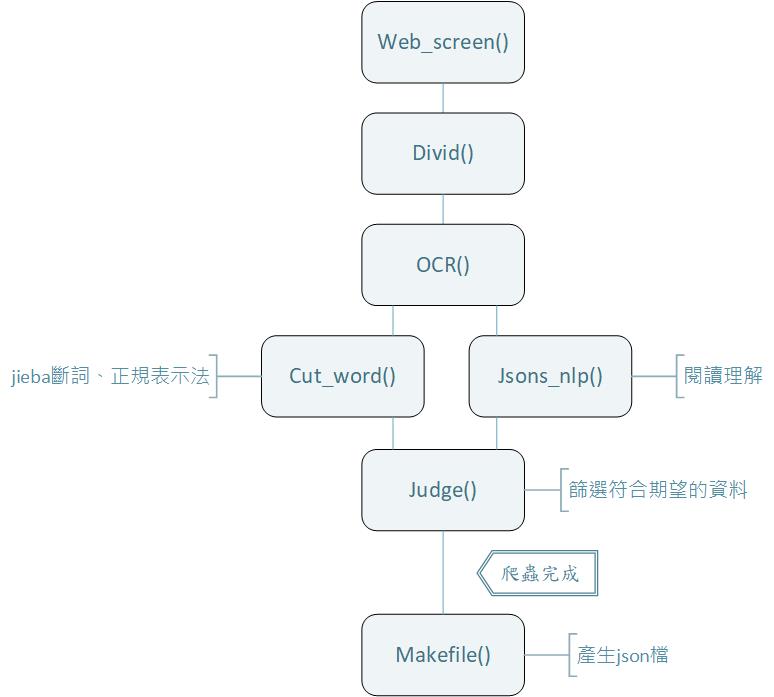 Web_screen()
Divid()
OCR()
jieba斷詞、正規表示法
Cut_word()
Jsons_nlp()
閱讀理解
Judge()
篩選符合期望的資料
爬蟲完成
Makefile()
產生json檔